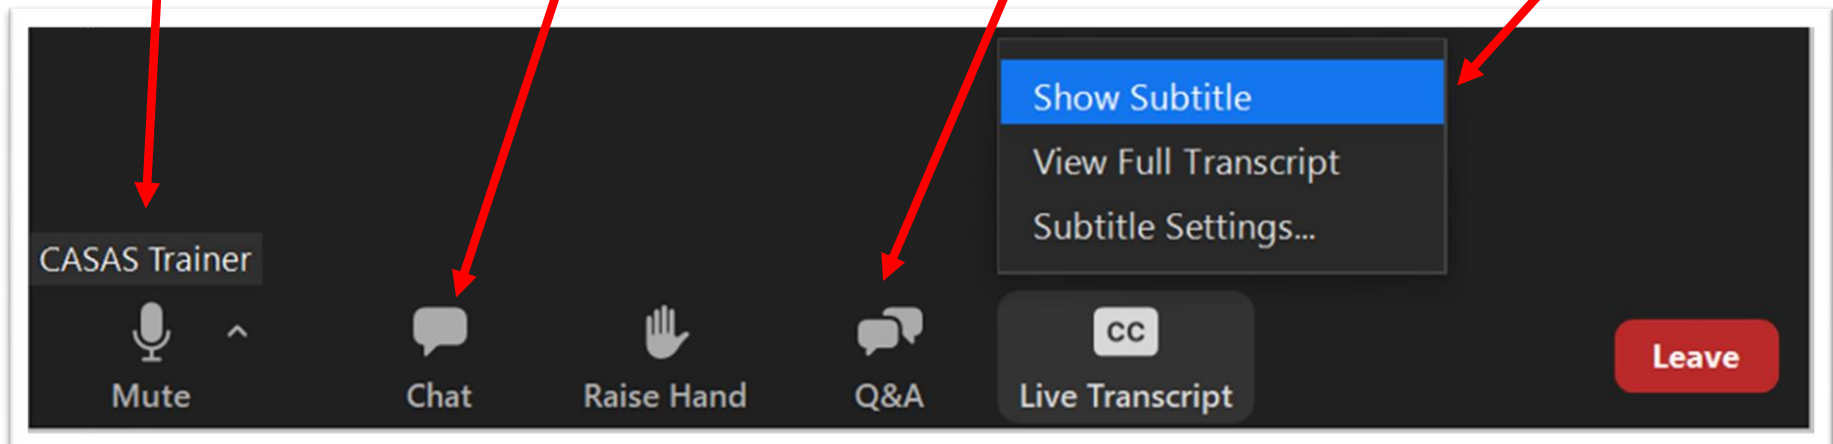 Show Subtitle
View Full Transcript
Subtitle Settings...
CASAS Trainer
CC
Mute
Chat
Raise Hand
Q&A
Live Transcript
Leave